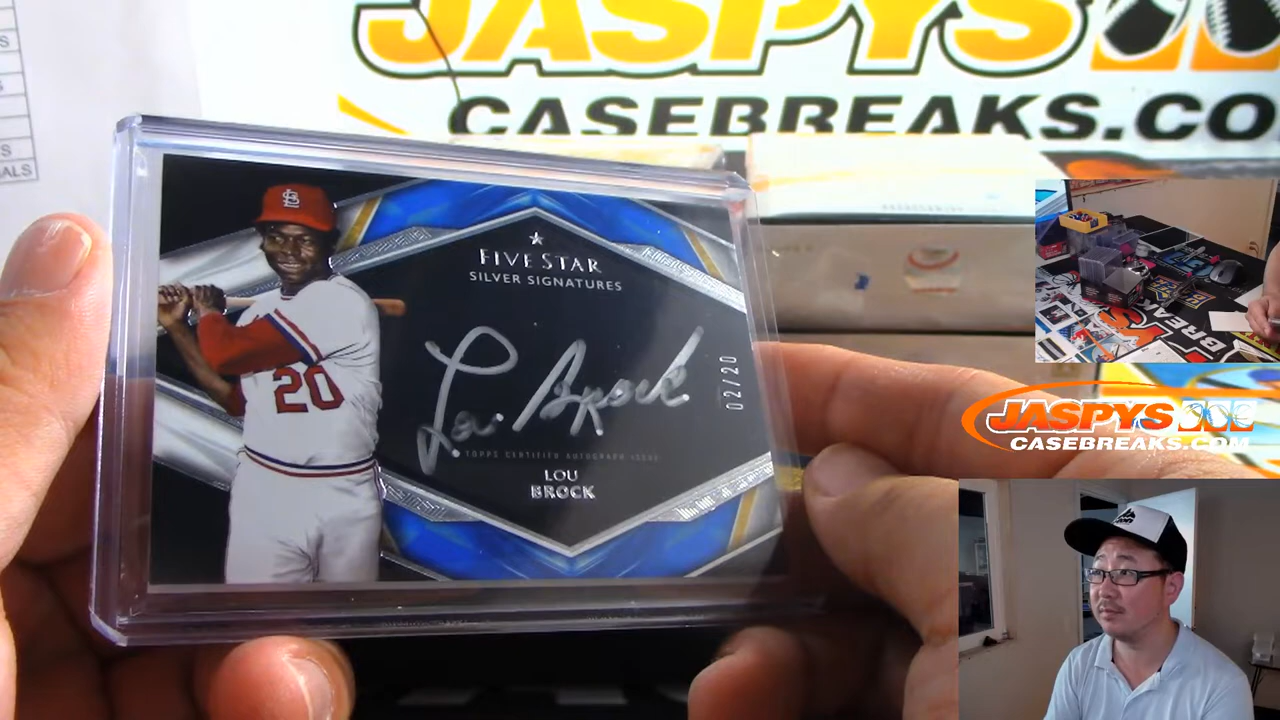 JASPYS
CASEBREAKS.CO
S
S
ALS
STL
FIVE STAR
SILVER SIGNATURES
20
Lou Brock
02/20
TOPPS CERTIFIED AUTOGRAPH ISSUE
LOU
BROCK
JASPYS
CASEBREAKS.COM